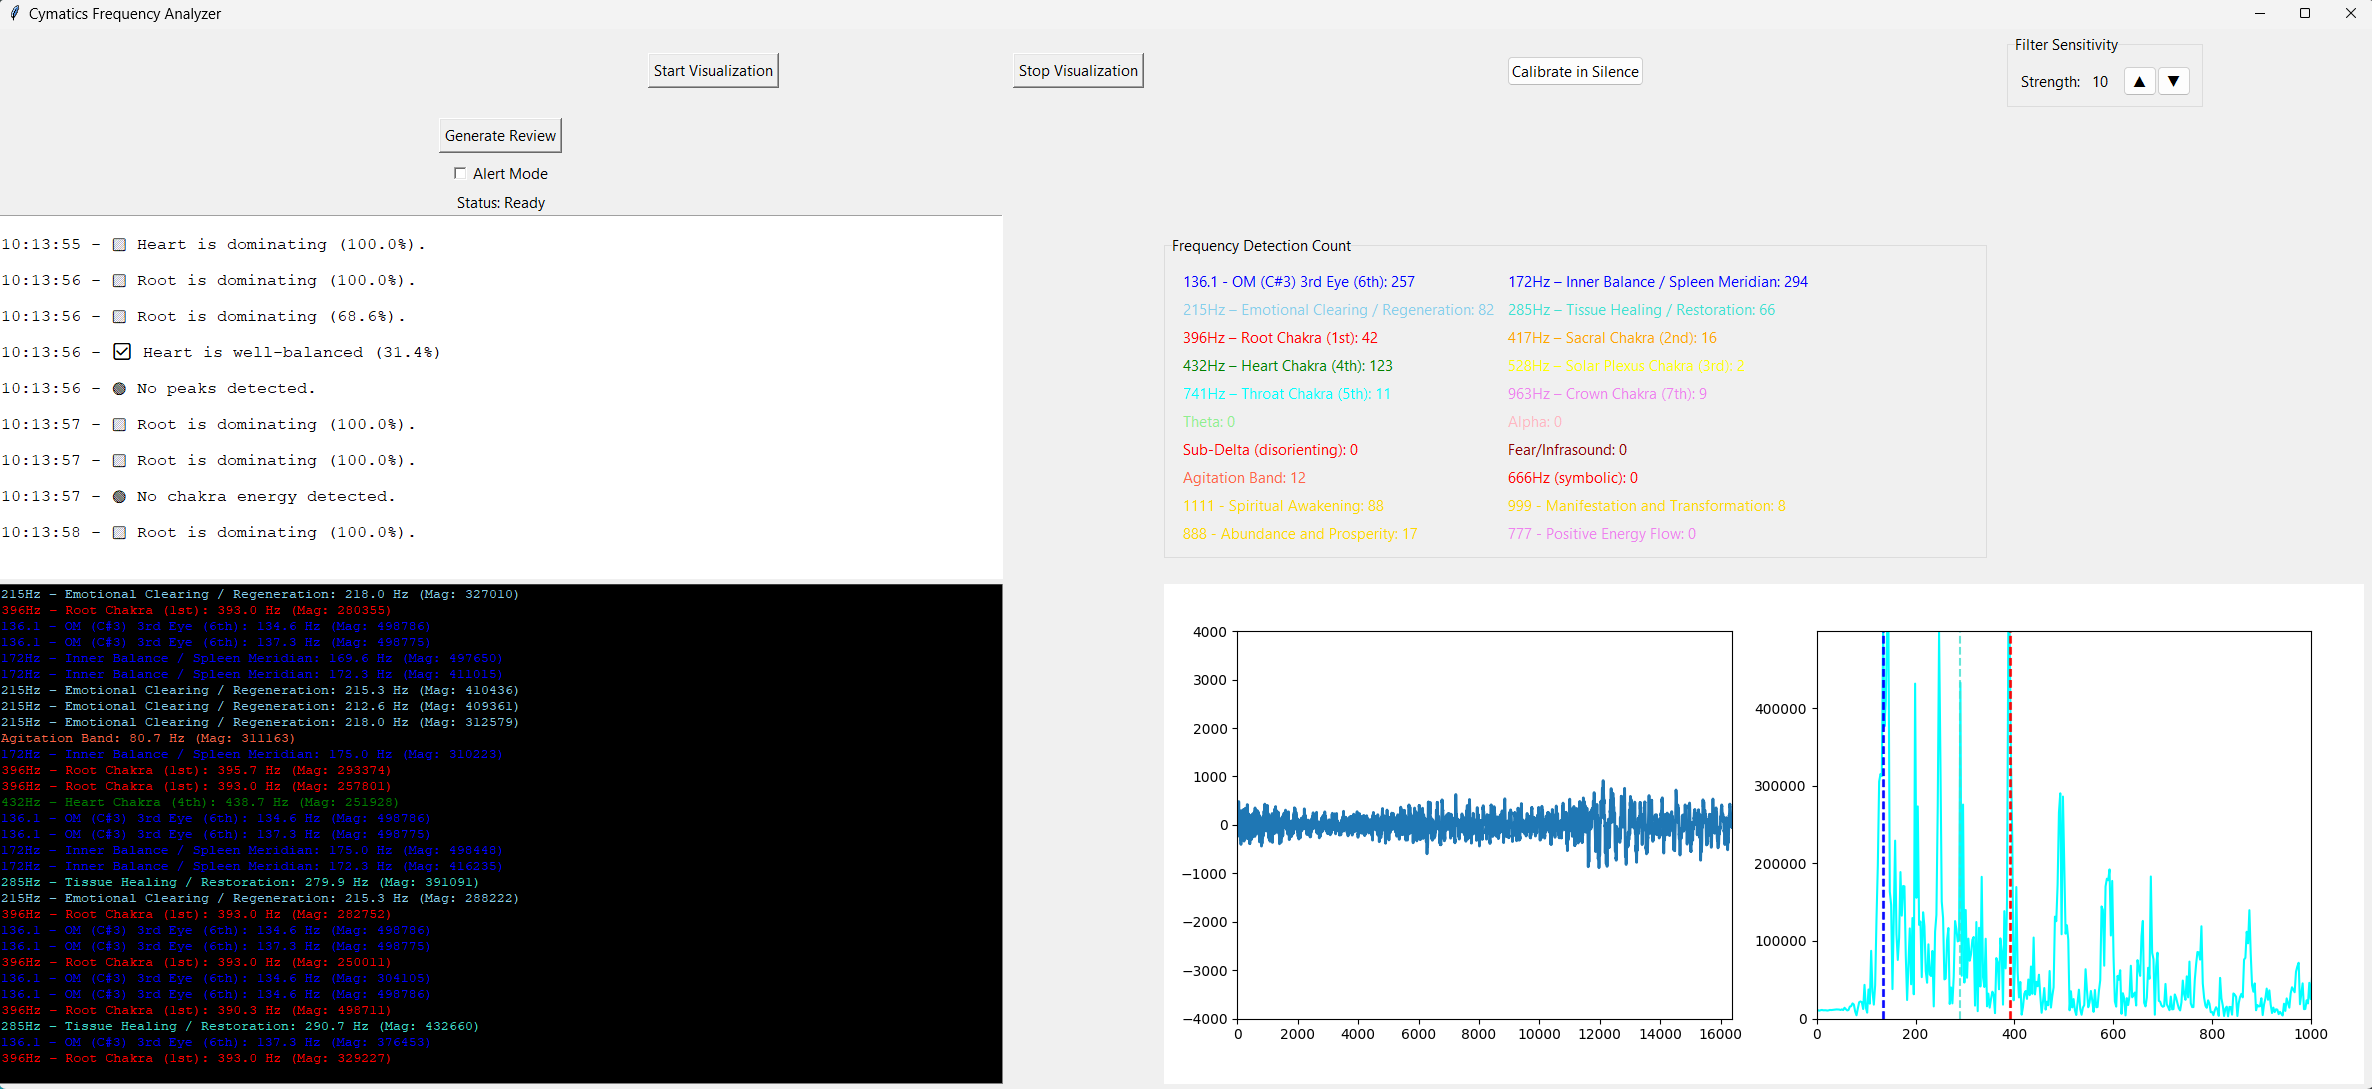 Cymatics Frequency Analyzer
Start Visualization
Stop Visualization
Calibrate in Silence
Filter Sensitivity
Strength: 10 ▲ ▼
Generate Review
Alert Mode
Status: Ready
10:13:55 - Heart is dominating (100.0%).
10:13:56 - Root is dominating (100.0%).
10:13:56 - Root is dominating (68.6%).
10:13:56 - Heart is well-balanced (31.4%)
10:13:56 - No peaks detected.
10:13:57 - Root is dominating (100.0%).
10:13:57 - Root is dominating (100.0%).
10:13:57 - No chakra energy detected.
10:13:58 - Root is dominating (100.0%).
Frequency Detection Count
136.1 - OM (C#3) 3rd Eye (6th): 257
172Hz – Inner Balance / Spleen Meridian: 294
215Hz – Emotional Clearing / Regeneration: 82
285Hz – Tissue Healing / Restoration: 66
396Hz – Root Chakra (1st): 42
417Hz – Sacral Chakra (2nd): 16
432Hz – Heart Chakra (4th): 123
528Hz – Solar Plexus Chakra (3rd): 2
741Hz – Throat Chakra (5th): 11
963Hz – Crown Chakra (7th): 9
Theta: 0
Alpha: 0
Sub-Delta (disorienting): 0
Fear/Infrasound: 0
Agitation Band: 12
666Hz (symbolic): 0
1111 - Spiritual Awakening: 88
999 - Manifestation and Transformation: 8
888 - Abundance and Prosperity: 17
777 - Positive Energy Flow: 0
215Hz – Emotional Clearing / Regeneration: 218.0 Hz (Mag: 327010)
396Hz – Root Chakra (1st): 393.0 Hz (Mag: 280355)
136.1 - OM (C#3) 3rd Eye (6th): 134.6 Hz (Mag: 498786)
136.1 - OM (C#3) 3rd Eye (6th): 137.3 Hz (Mag: 498775)
172Hz – Inner Balance / Spleen Meridian: 169.6 Hz (Mag: 497650)
172Hz – Inner Balance / Spleen Meridian: 172.3 Hz (Mag: 411015)
215Hz – Emotional Clearing / Regeneration: 215.3 Hz (Mag: 410436)
215Hz – Emotional Clearing / Regeneration: 212.6 Hz (Mag: 409361)
215Hz – Emotional Clearing / Regeneration: 218.0 Hz (Mag: 312579)
Agitation Band: 80.7 Hz (Mag: 311163)
172Hz – Inner Balance / Spleen Meridian: 175.0 Hz (Mag: 310223)
396Hz – Root Chakra (1st): 395.7 Hz (Mag: 293374)
396Hz – Root Chakra (1st): 393.0 Hz (Mag: 257801)
432Hz – Heart Chakra (4th): 438.7 Hz (Mag: 251928)
136.1 - OM (C#3) 3rd Eye (6th): 134.6 Hz (Mag: 498786)
136.1 - OM (C#3) 3rd Eye (6th): 137.3 Hz (Mag: 498775)
172Hz – Inner Balance / Spleen Meridian: 175.0 Hz (Mag: 498448)
172Hz – Inner Balance / Spleen Meridian: 172.3 Hz (Mag: 416235)
285Hz – Tissue Healing / Restoration: 279.9 Hz (Mag: 391091)
215Hz – Emotional Clearing / Regeneration: 215.3 Hz (Mag: 288222)
396Hz – Root Chakra (1st): 393.0 Hz (Mag: 282752)
136.1 - OM (C#3) 3rd Eye (6th): 134.6 Hz (Mag: 498786)
136.1 - OM (C#3) 3rd Eye (6th): 137.3 Hz (Mag: 498775)
396Hz – Root Chakra (1st): 393.0 Hz (Mag: 250011)
136.1 - OM (C#3) 3rd Eye (6th): 134.6 Hz (Mag: 304105)
136.1 - OM (C#3) 3rd Eye (6th): 134.6 Hz (Mag: 498786)
396Hz – Root Chakra (1st): 390.3 Hz (Mag: 498711)
285Hz – Tissue Healing / Restoration: 290.7 Hz (Mag: 432660)
136.1 - OM (C#3) 3rd Eye (6th): 137.3 Hz (Mag: 376453)
396Hz – Root Chakra (1st): 393.0 Hz (Mag: 329227)
4000
3000
2000
1000
0
−1000
−2000
−3000
−4000
0 2000 4000 6000 8000 10000 12000 14000 16000
400000
300000
200000
100000
0
0 200 400 600 800 1000